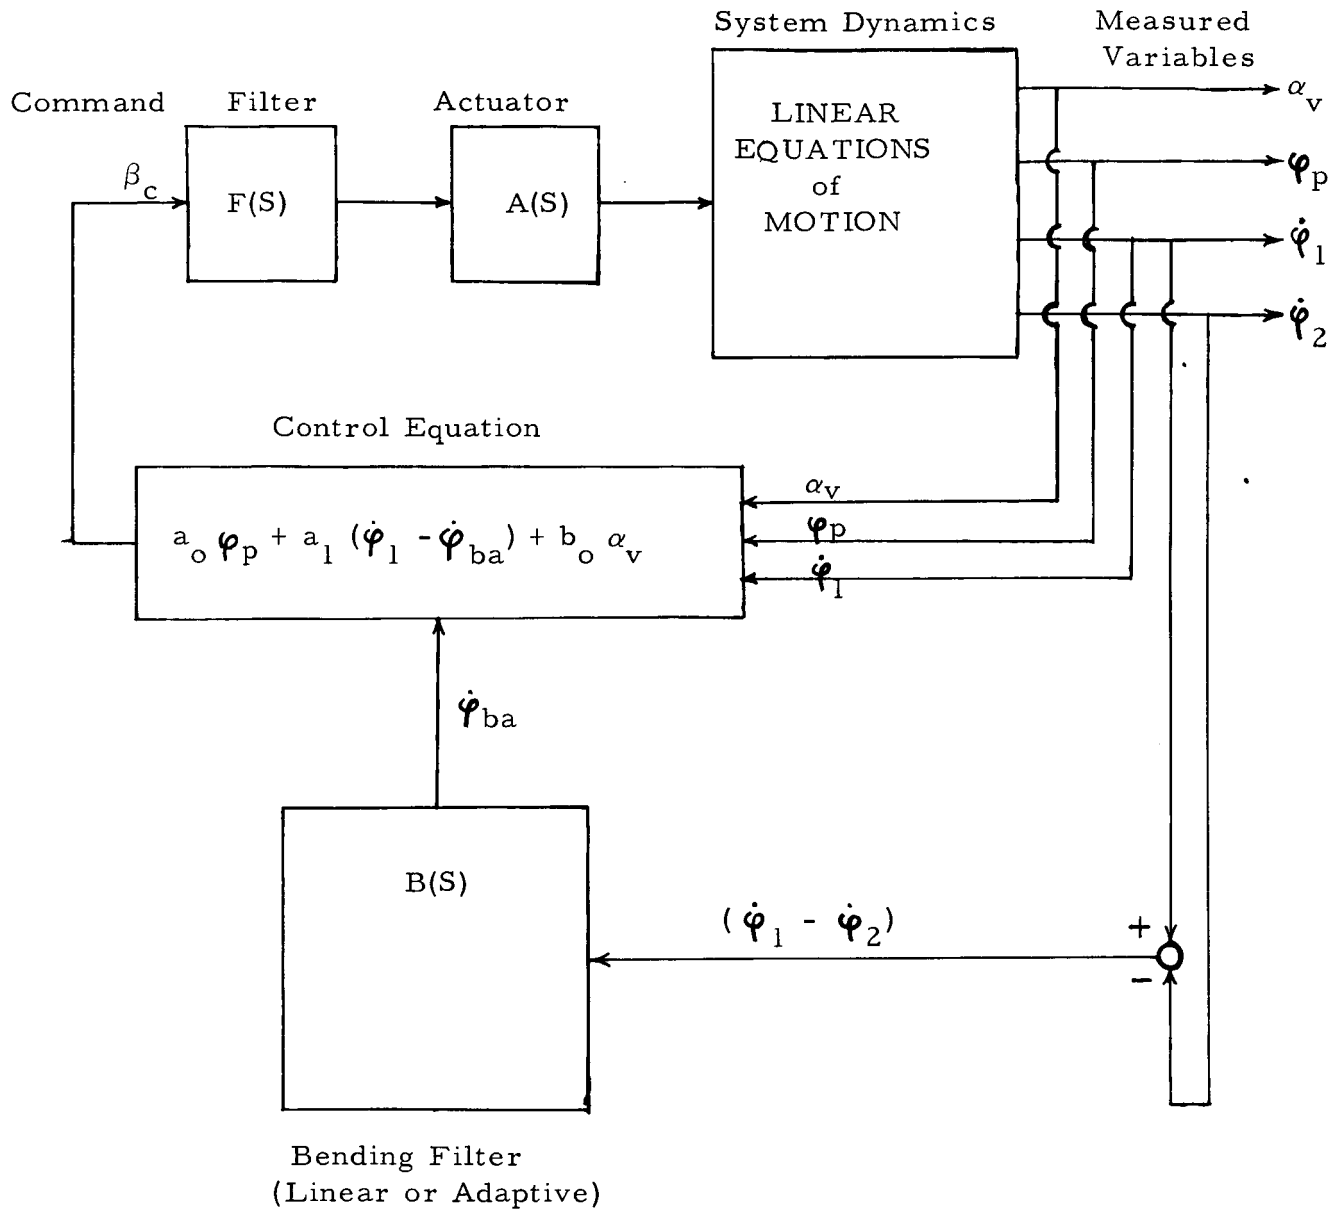 System Dynamics
Measured
Variables
Command
Filter
Actuator
β_c
F(S)
A(S)
LINEAR
EQUATIONS
of
MOTION
α_v
φ_p
φ̇_1
φ̇_2
Control Equation
a_o φ_p + a_1 (φ̇_1 - φ̇_ba) + b_o α_v
α_v
φ_p
φ̇_1
φ̇_ba
B(S)
(φ̇_1 - φ̇_2)
+
-
Bending Filter
(Linear or Adaptive)